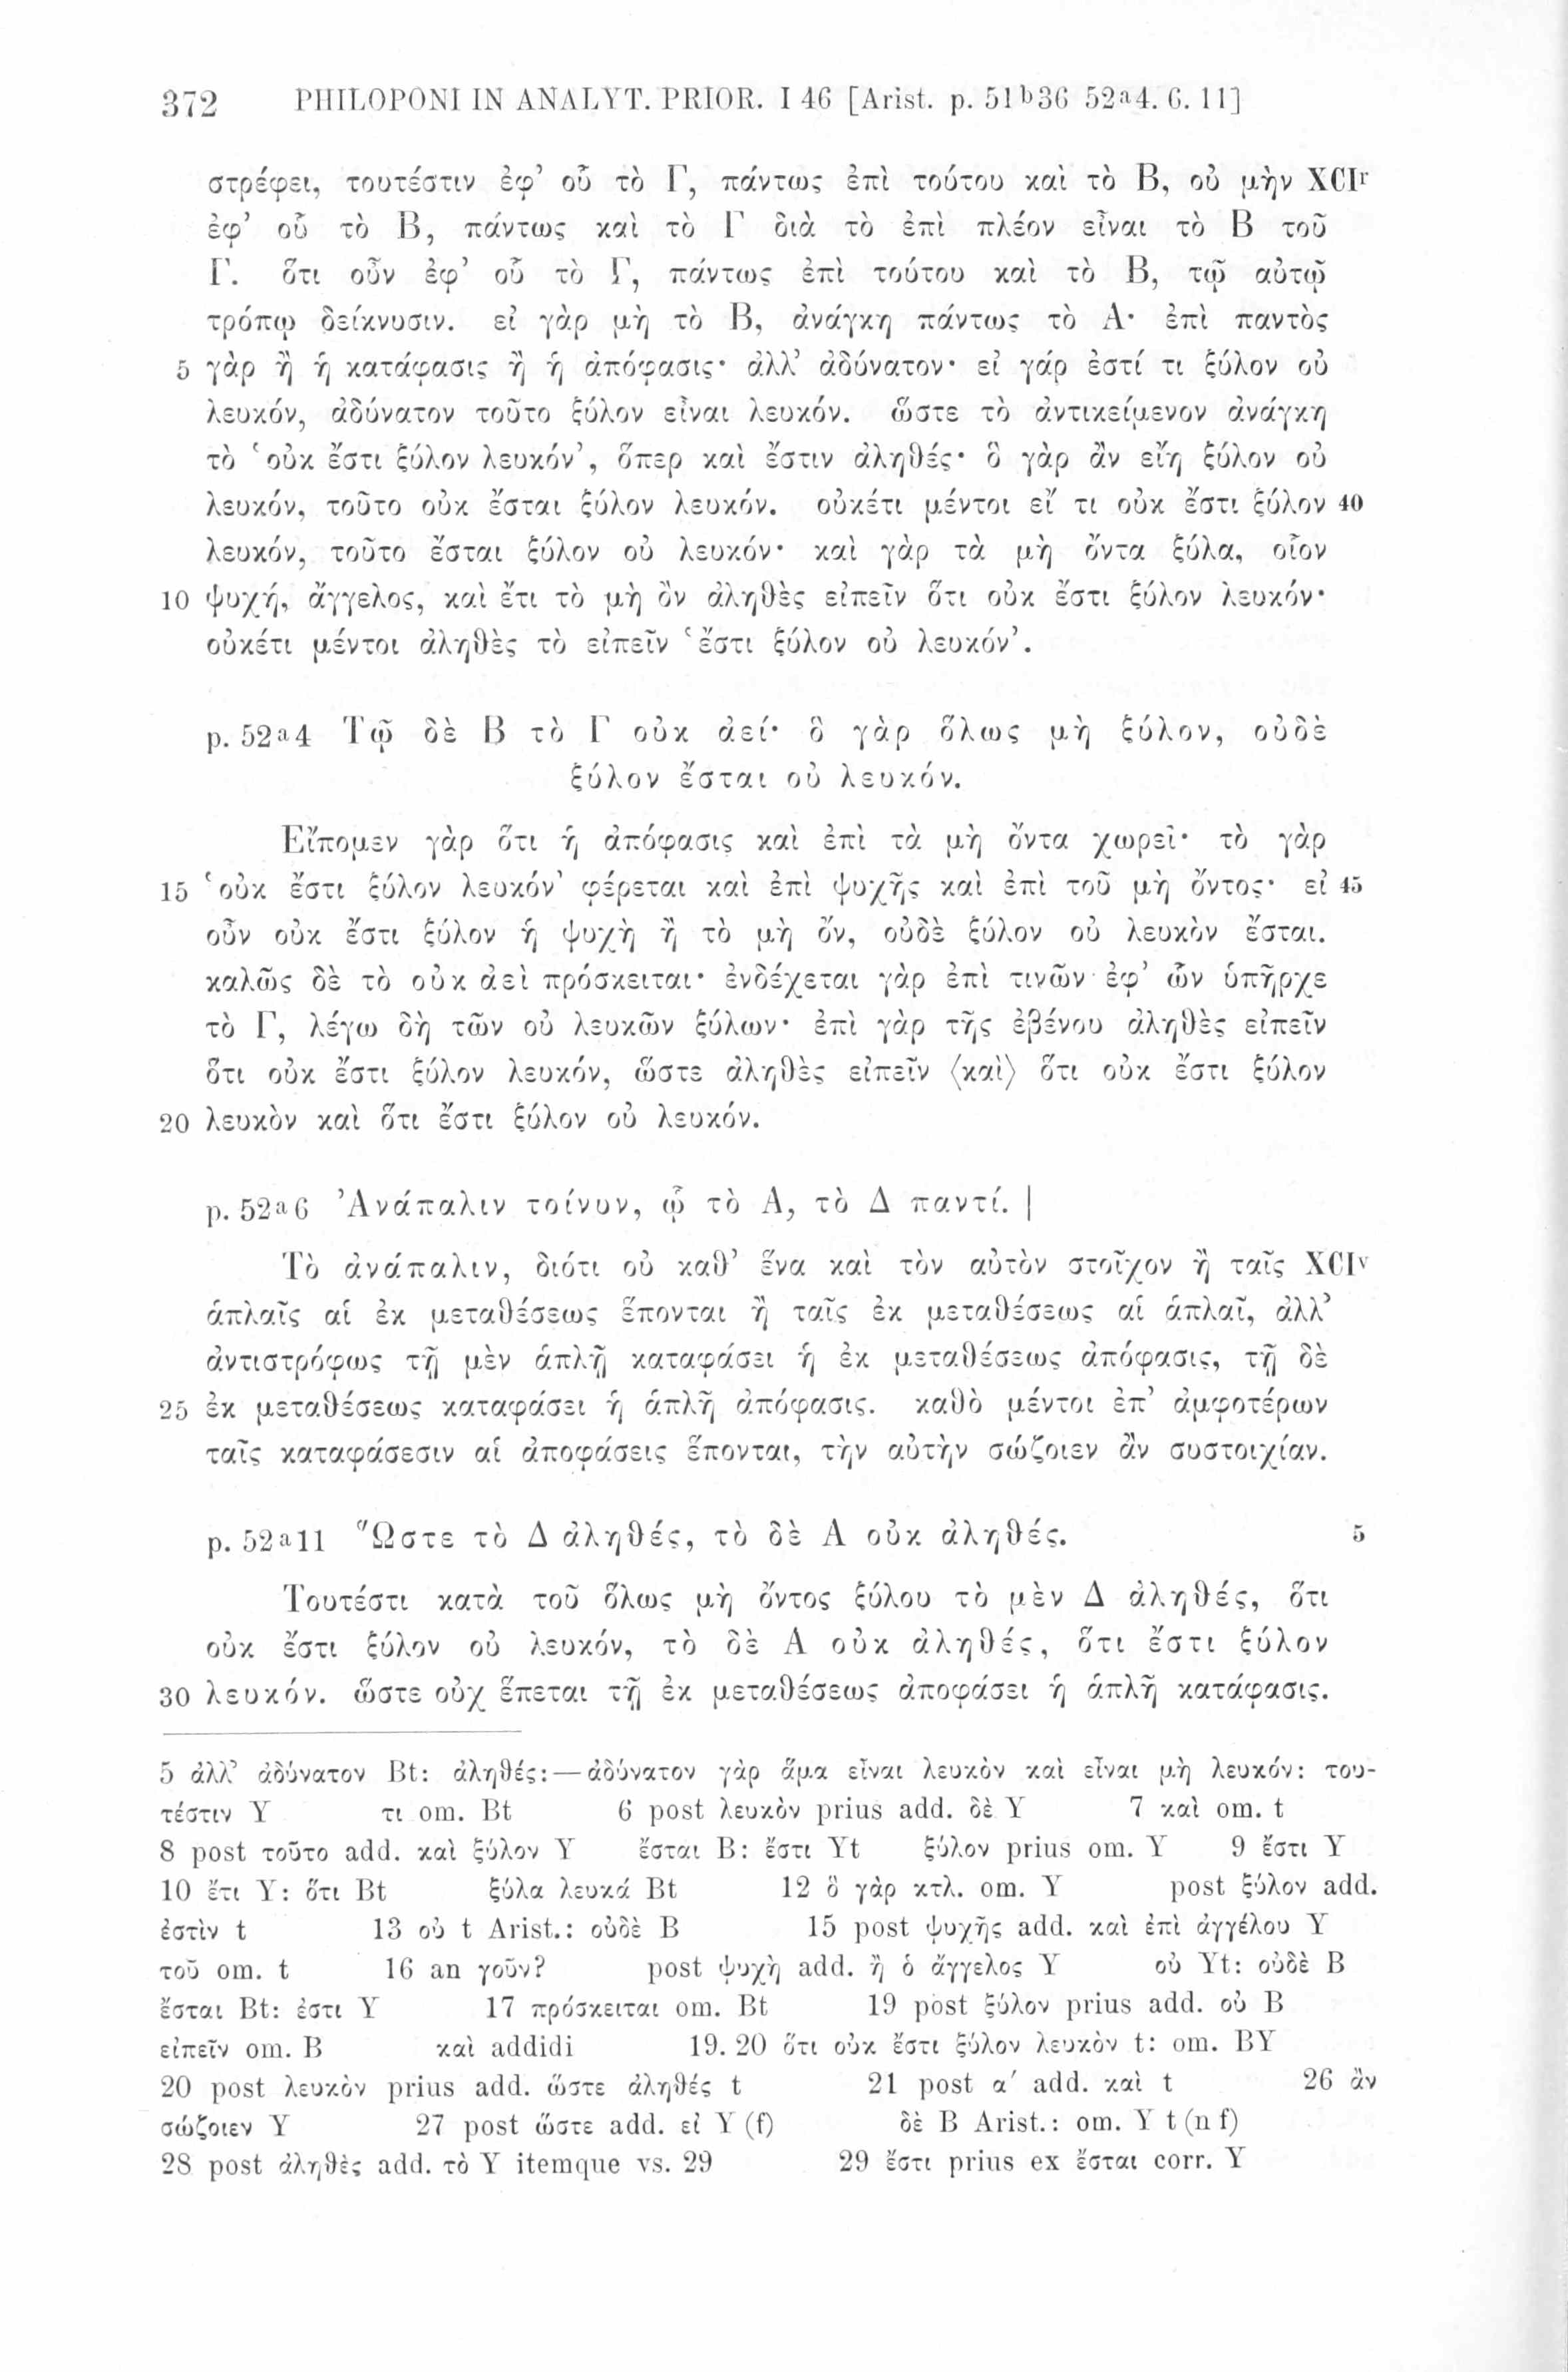 372 PHILOPONI IN ANALYT. PRIOR. I 46 [Arist. p. 51b36 52a4. 6. 11]
στρέφει, τουτέστιν ἐφ’ οὗ τὸ Γ, πάντως ἐπὶ τούτου καὶ τὸ Β, οὐ μὴν XCIr
ἐφ’ οὗ τὸ Β, πάντως καὶ τὸ Γ διὰ τὸ ἐπὶ πλέον εἶναι τὸ Β τοῦ
Γ. ὅτι οὖν ἐφ’ οὗ τὸ Γ, πάντως ἐπὶ τούτου καὶ τὸ Β, τῷ αὐτῷ
τρόπῳ δείκνυσιν. εἰ γὰρ μὴ τὸ Β, ἀνάγκη πάντως τὸ Α· ἐπὶ παντὸς
5 γὰρ ἢ ἡ κατάφασις ἢ ἡ ἀπόφασις· ἀλλ’ ἀδύνατον· εἰ γάρ ἐστί τι ξύλον οὐ
λευκόν, ἀδύνατον τοῦτο ξύλον εἶναι λευκόν. ὥστε τὸ ἀντικείμενον ἀνάγκη
τὸ ‘οὐκ ἔστι ξύλον λευκόν’, ὅπερ καὶ ἔστιν ἀληθές· ὃ γὰρ ἂν εἴη ξύλον οὐ
λευκόν, τοῦτο οὐκ ἔσται ξύλον λευκόν. οὐκέτι μέντοι εἴ τι οὐκ ἔστι ξύλον 40
λευκόν, τοῦτο ἔσται ξύλον οὐ λευκόν· καὶ γὰρ τὰ μὴ ὄντα ξύλα, οἷον
10 ψυχή, ἄγγελος, καὶ ἔτι τὸ μὴ ὂν ἀληθὲς εἰπεῖν ὅτι οὐκ ἔστι ξύλον λευκόν·
οὐκέτι μέντοι ἀληθὲς τὸ εἰπεῖν ‘ἔστι ξύλον οὐ λευκόν’.
p. 52a4 Τῷ δὲ Β τὸ Γ οὐκ ἀεί· ὃ γὰρ ὅλως μὴ ξύλον, οὐδὲ
ξύλον ἔσται οὐ λευκόν.
Εἴπομεν γὰρ ὅτι ἡ ἀπόφασις καὶ ἐπὶ τὰ μὴ ὄντα χωρεῖ· τὸ γὰρ
15 ‘οὐκ ἔστι ξύλον λευκόν’ φέρεται καὶ ἐπὶ ψυχῆς καὶ ἐπὶ τοῦ μὴ ὄντος· εἰ 45
οὖν οὐκ ἔστι ξύλον ἡ ψυχὴ ἢ τὸ μὴ ὄν, οὐδὲ ξύλον οὐ λευκὸν ἔσται.
καλῶς δὲ τὸ οὐκ ἀεὶ πρόσκειται· ἐνδέχεται γὰρ ἐπὶ τινῶν ἐφ’ ὧν ὑπῆρχε
τὸ Γ, λέγω δὴ τῶν οὐ λευκῶν ξύλων· ἐπὶ γὰρ τῆς ἐβένου ἀληθὲς εἰπεῖν
ὅτι οὐκ ἔστι ξύλον λευκόν, ὥστε ἀληθὲς εἰπεῖν ⟨καὶ⟩ ὅτι οὐκ ἔστι ξύλον
20 λευκὸν καὶ ὅτι ἔστι ξύλον οὐ λευκόν.
p. 52a6 Ἀνάπαλιν τοίνυν, ᾧ τὸ Α, τὸ Δ παντί. |
Τὸ ἀνάπαλιν, διότι οὐ καθ’ ἕνα καὶ τὸν αὐτὸν στοῖχον ἢ ταῖς XCIv
ἁπλαῖς αἱ ἐκ μεταθέσεως ἕπονται ἢ ταῖς ἐκ μεταθέσεως αἱ ἁπλαῖ, ἀλλ’
ἀντιστρόφως τῇ μὲν ἁπλῇ καταφάσει ἡ ἐκ μεταθέσεως ἀπόφασις, τῇ δὲ
25 ἐκ μεταθέσεως καταφάσει ἡ ἁπλῆ ἀπόφασις. καθὸ μέντοι ἐπ’ ἀμφοτέρων
ταῖς καταφάσεσιν αἱ ἀποφάσεις ἕπονται, τὴν αὐτὴν σώζοιεν ἂν συστοιχίαν.
p. 52a11 Ὥστε τὸ Δ ἀληθές, τὸ δὲ Α οὐκ ἀληθές. 5
Τουτέστι κατὰ τοῦ ὅλως μὴ ὄντος ξύλου τὸ μὲν Δ ἀληθές, ὅτι
οὐκ ἔστι ξύλον οὐ λευκόν, τὸ δὲ Α οὐκ ἀληθές, ὅτι ἔστι ξύλον
30 λευκόν. ὥστε οὐχ ἕπεται τῇ ἐκ μεταθέσεως ἀποφάσει ἡ ἁπλῆ κατάφασις.
5 ἀλλ’ ἀδύνατον Bt: ἀληθές:—ἀδύνατον γὰρ ἅμα εἶναι λευκὸν καὶ εἶναι μὴ λευκόν: του-
τέστιν Y τι om. Bt 6 post λευκὸν prius add. δὲ Y 7 καὶ om. t
8 post τοῦτο add. καὶ ξύλον Y ἔσται B: ἔστι Yt ξύλον prius om. Y 9 ἔστι Y
10 ἔτι Y: ὅτι Bt ξύλα λευκά Bt 12 ὃ γὰρ κτλ. om. Y post ξύλον add.
ἐστὶν t 13 οὐ t Arist.: οὐδὲ B 15 post ψυχῆς add. καὶ ἐπὶ ἀγγέλου Y
τοῦ om. t 16 an γοῦν? post ψυχὴ add. ἢ ὁ ἄγγελος Y οὐ Yt: οὐδὲ B
ἔσται Bt: ἐστι Y 17 πρόσκειται om. Bt 19 post ξύλον prius add. οὐ B
εἰπεῖν om. B καὶ addidi 19. 20 ὅτι οὐκ ἔστι ξύλον λευκὸν t: om. BY
20 post λευκὸν prius add. ὥστε ἀληθές t 21 post α′ add. καὶ t 26 ἂν
σώζοιεν Y 27 post ὥστε add. εἰ Y (f) δὲ B Arist.: om. Y t (n f)
28 post ἀληθὲς add. τὸ Y itemque vs. 29 29 ἔστι prius ex ἔσται corr. Y